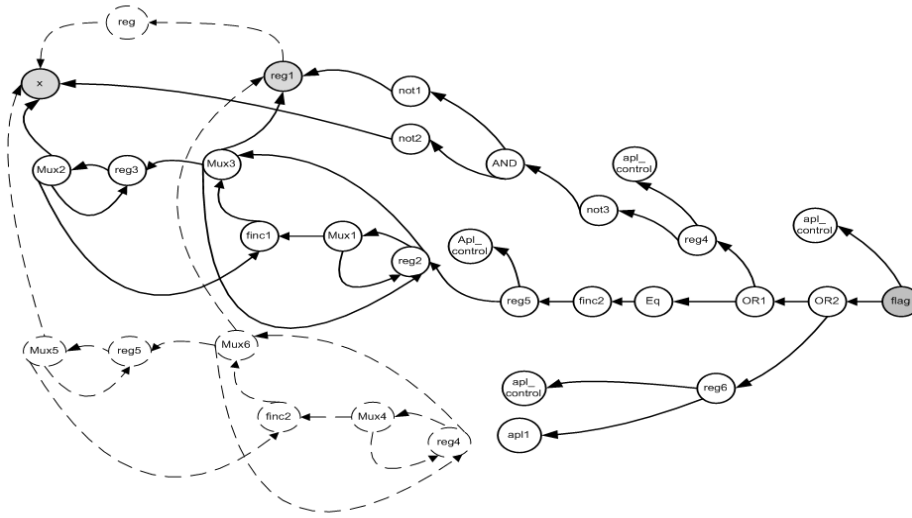 reg
x
reg1
not1
not2
AND
apl_
control
Mux2
reg3
Mux3
not3
apl_
control
finc1
Mux1
reg2
Apl_
control
reg4
reg5
finc2
Eq
OR1
OR2
flag
Mux5
reg5
Mux6
apl_
control
reg6
finc2
Mux4
reg4
apl1